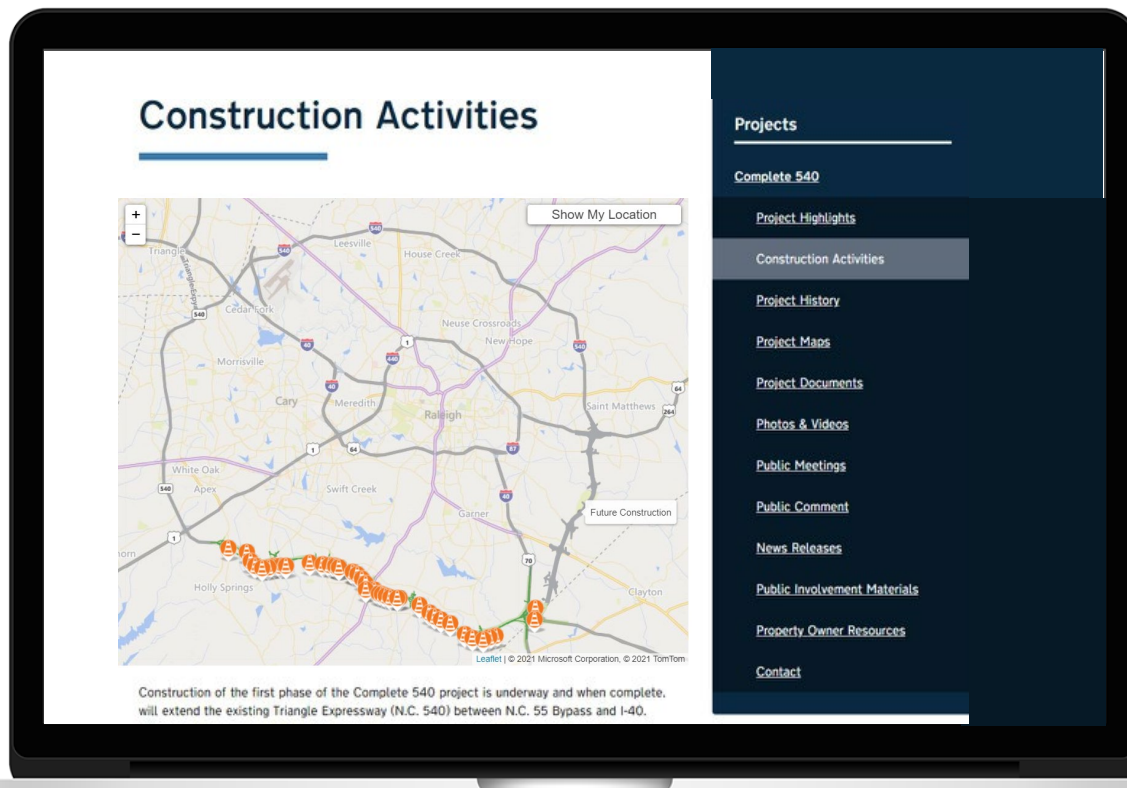 Construction Activities
+
−
Show My Location
540
Leesville
House Creek
Triangle
540
Triangle Expy
540
Cedar Fork
Neuse Crossroads
New Hope
40
1
440
540
Morrisville
40
Cary
Meredith
Raleigh
64
264
Saint Matthews
1
64
87
White Oak
540
Apex
Swift Creek
40
Garner
Future Construction
1
70
Holly Springs
Clayton
Leaflet | © 2021 Microsoft Corporation, © 2021 TomTom
Construction of the first phase of the Complete 540 project is underway and when complete,
will extend the existing Triangle Expressway (N.C. 540) between N.C. 55 Bypass and I-40.
Projects
Complete 540
Project Highlights
Construction Activities
Project History
Project Maps
Project Documents
Photos & Videos
Public Meetings
Public Comment
News Releases
Public Involvement Materials
Property Owner Resources
Contact